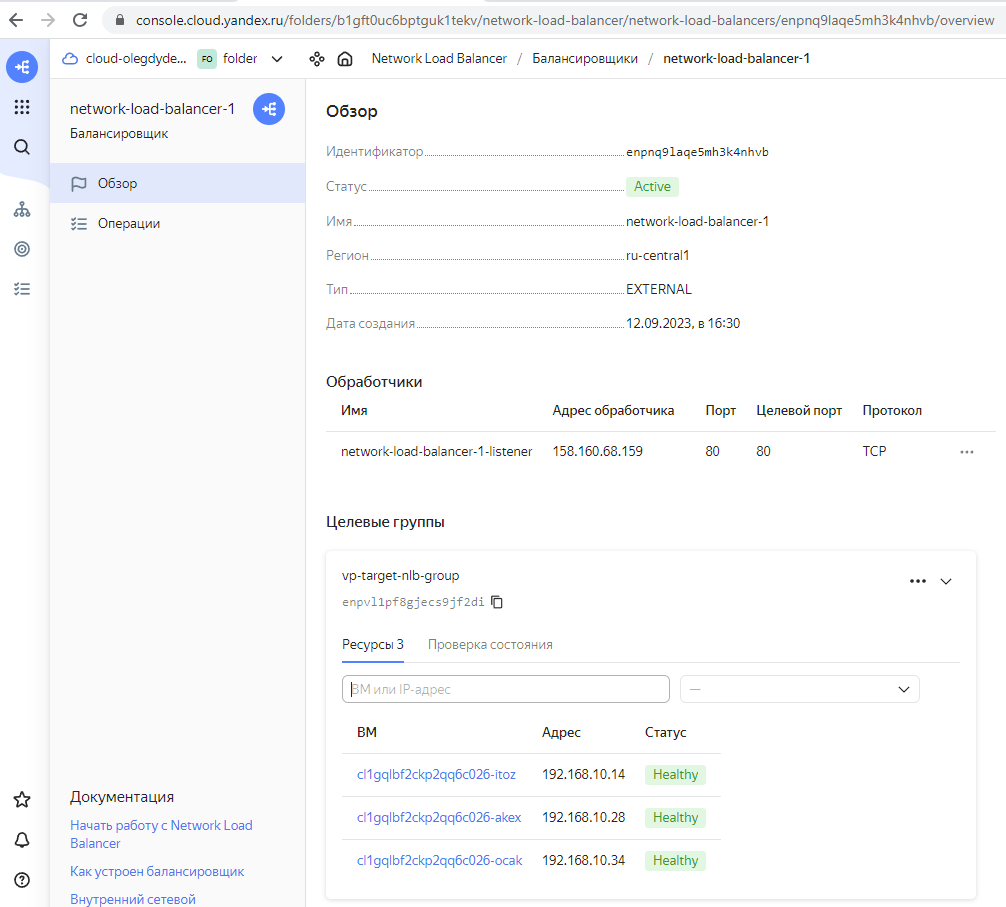 console.cloud.yandex.ru/folders/b1gft0uc6bptguk1tekv/network-load-balancer/network-load-balancers/enpnq9laqe5mh3k4nhvb/overview
cloud-olegdyde... FO folder Network Load Balancer / Балансировщики / network-load-balancer-1
network-load-balancer-1
Балансировщик
Обзор
Операции
Обзор
Идентификатор enpnq9laqe5mh3k4nhvb
Статус Active
Имя network-load-balancer-1
Регион ru-central1
Тип EXTERNAL
Дата создания 12.09.2023, в 16:30
Обработчики
Имя Адрес обработчика Порт Целевой порт Протокол
network-load-balancer-1-listener 158.160.68.159 80 80 TCP
Целевые группы
vp-target-nlb-group
enpvl1pf8gjecs9jf2di
Ресурсы 3 Проверка состояния
ВМ или IP-адрес —
ВМ Адрес Статус
cl1gqlbf2ckp2qq6c026-itoz 192.168.10.14 Healthy
cl1gqlbf2ckp2qq6c026-akex 192.168.10.28 Healthy
cl1gqlbf2ckp2qq6c026-ocak 192.168.10.34 Healthy
Документация
Начать работу с Network Load
Balancer
Как устроен балансировщик
Внутренний сетевой